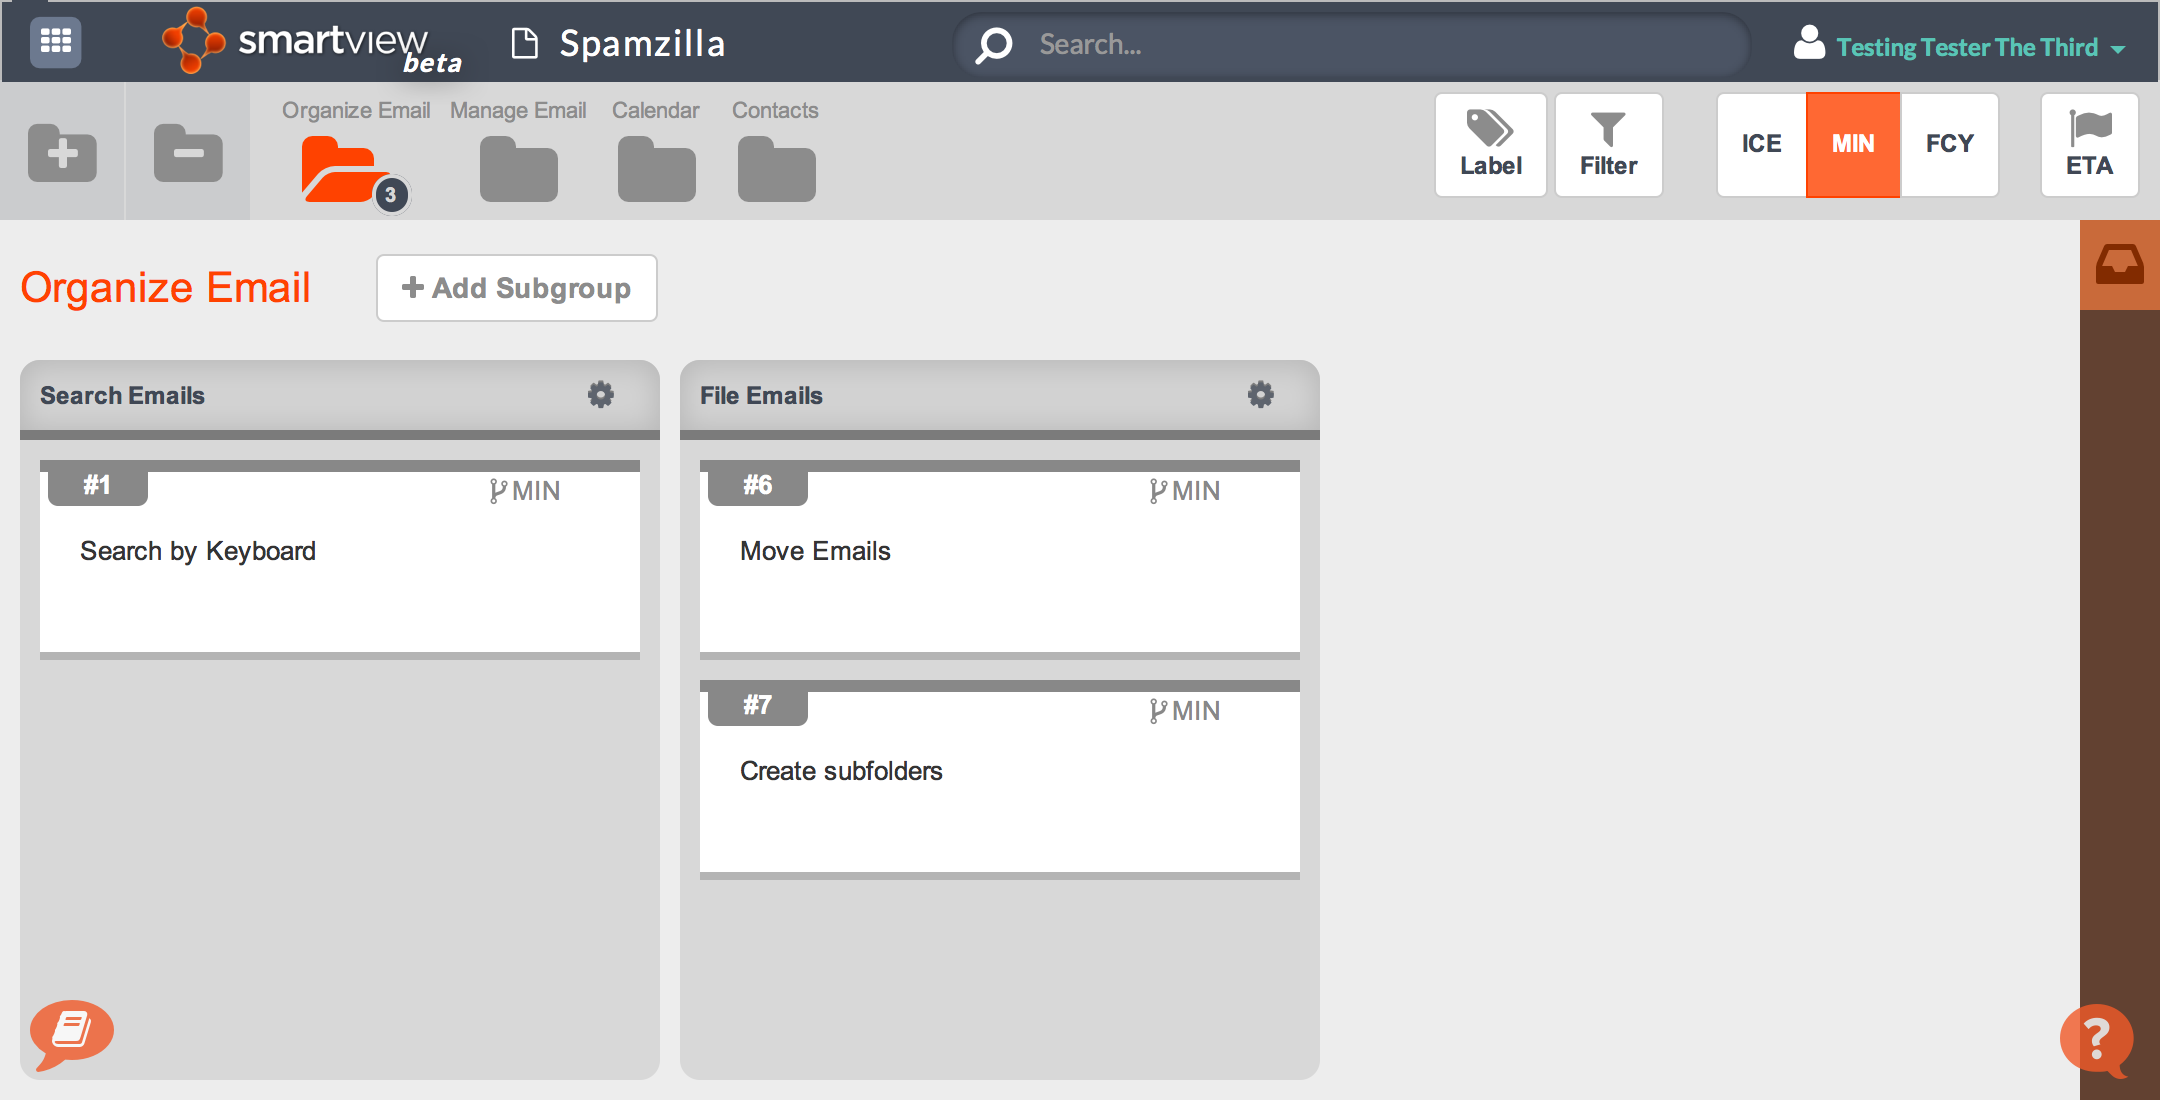 smartview
beta
Spamzilla
Search...
Testing Tester The Third
Organize Email
Manage Email
Calendar
Contacts
3
Label
Filter
ICE
MIN
FCY
ETA
Organize Email
Add Subgroup
Search Emails
File Emails
#1
MIN
Search by Keyboard
#6
MIN
Move Emails
#7
MIN
Create subfolders
?